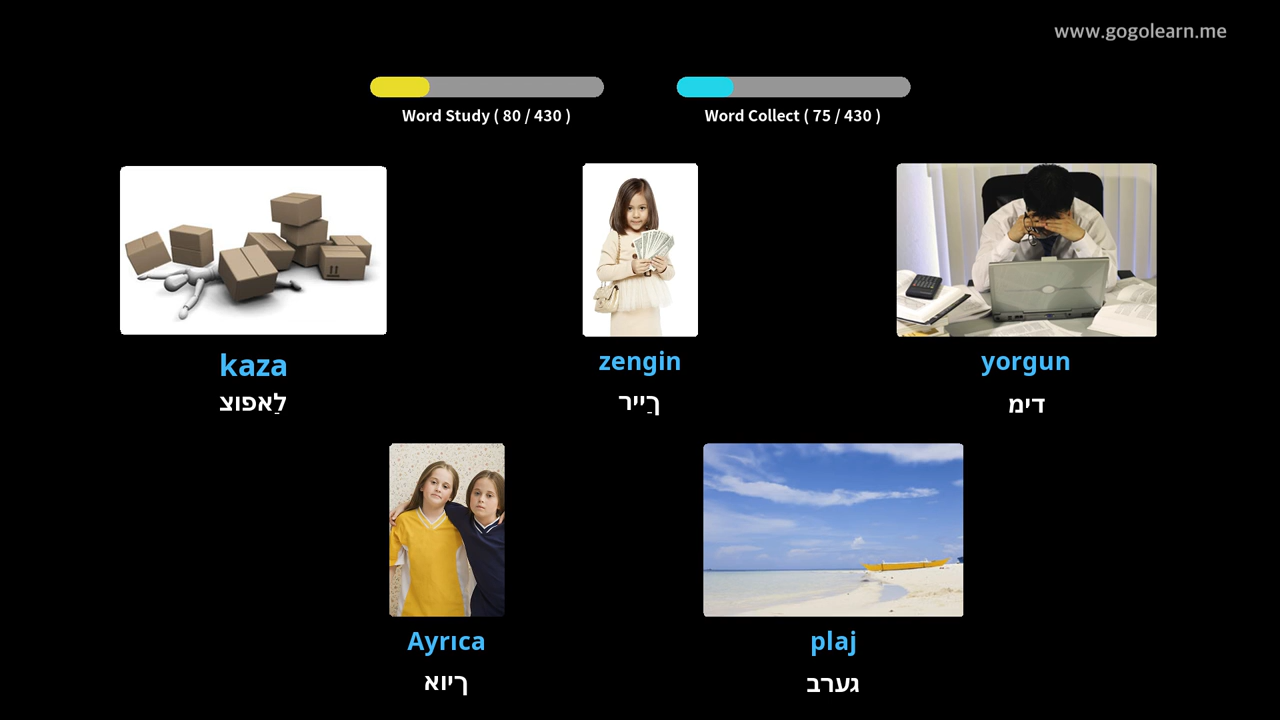 www.gogolearn.me
Word Study ( 80 / 430 )
Word Collect ( 75 / 430 )
kaza
לַאפוצ
zengin
ךַייר
yorgun
דימ
Ayrıca
ךיוא
plaj
גערב